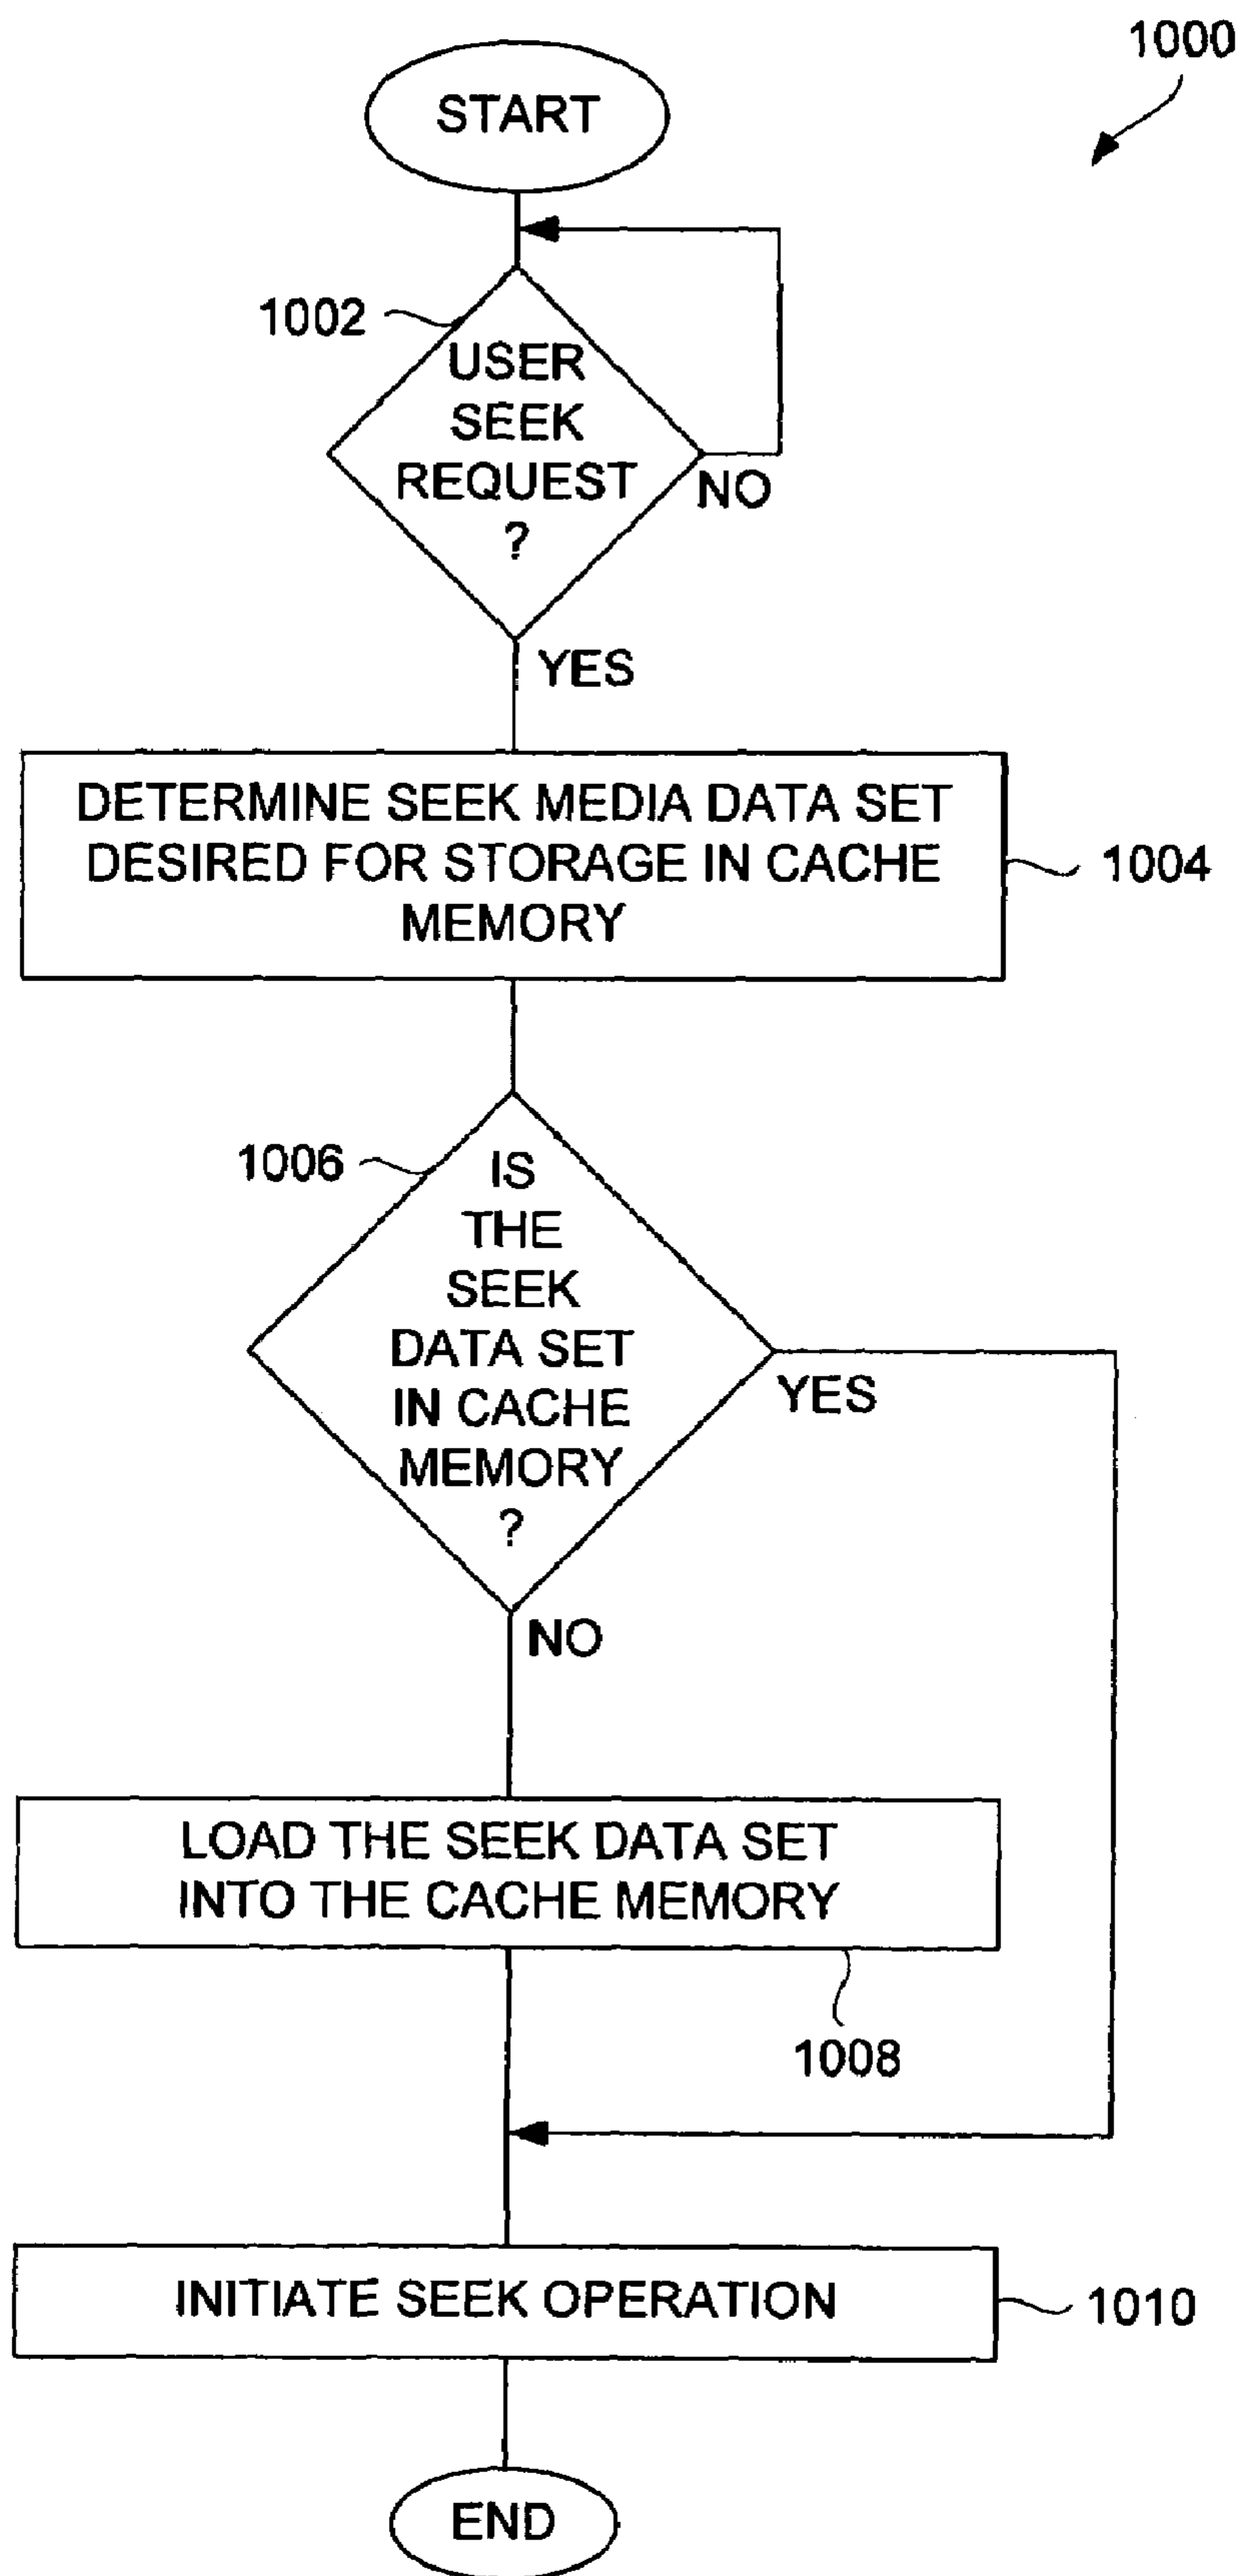 1000
START
1002
USER
SEEK
REQUEST
?
NO
YES
DETERMINE SEEK MEDIA DATA SET
DESIRED FOR STORAGE IN CACHE
MEMORY
1004
1006
IS
THE
SEEK
DATA SET
IN CACHE
MEMORY
?
YES
NO
LOAD THE SEEK DATA SET
INTO THE CACHE MEMORY
1008
INITIATE SEEK OPERATION
1010
END